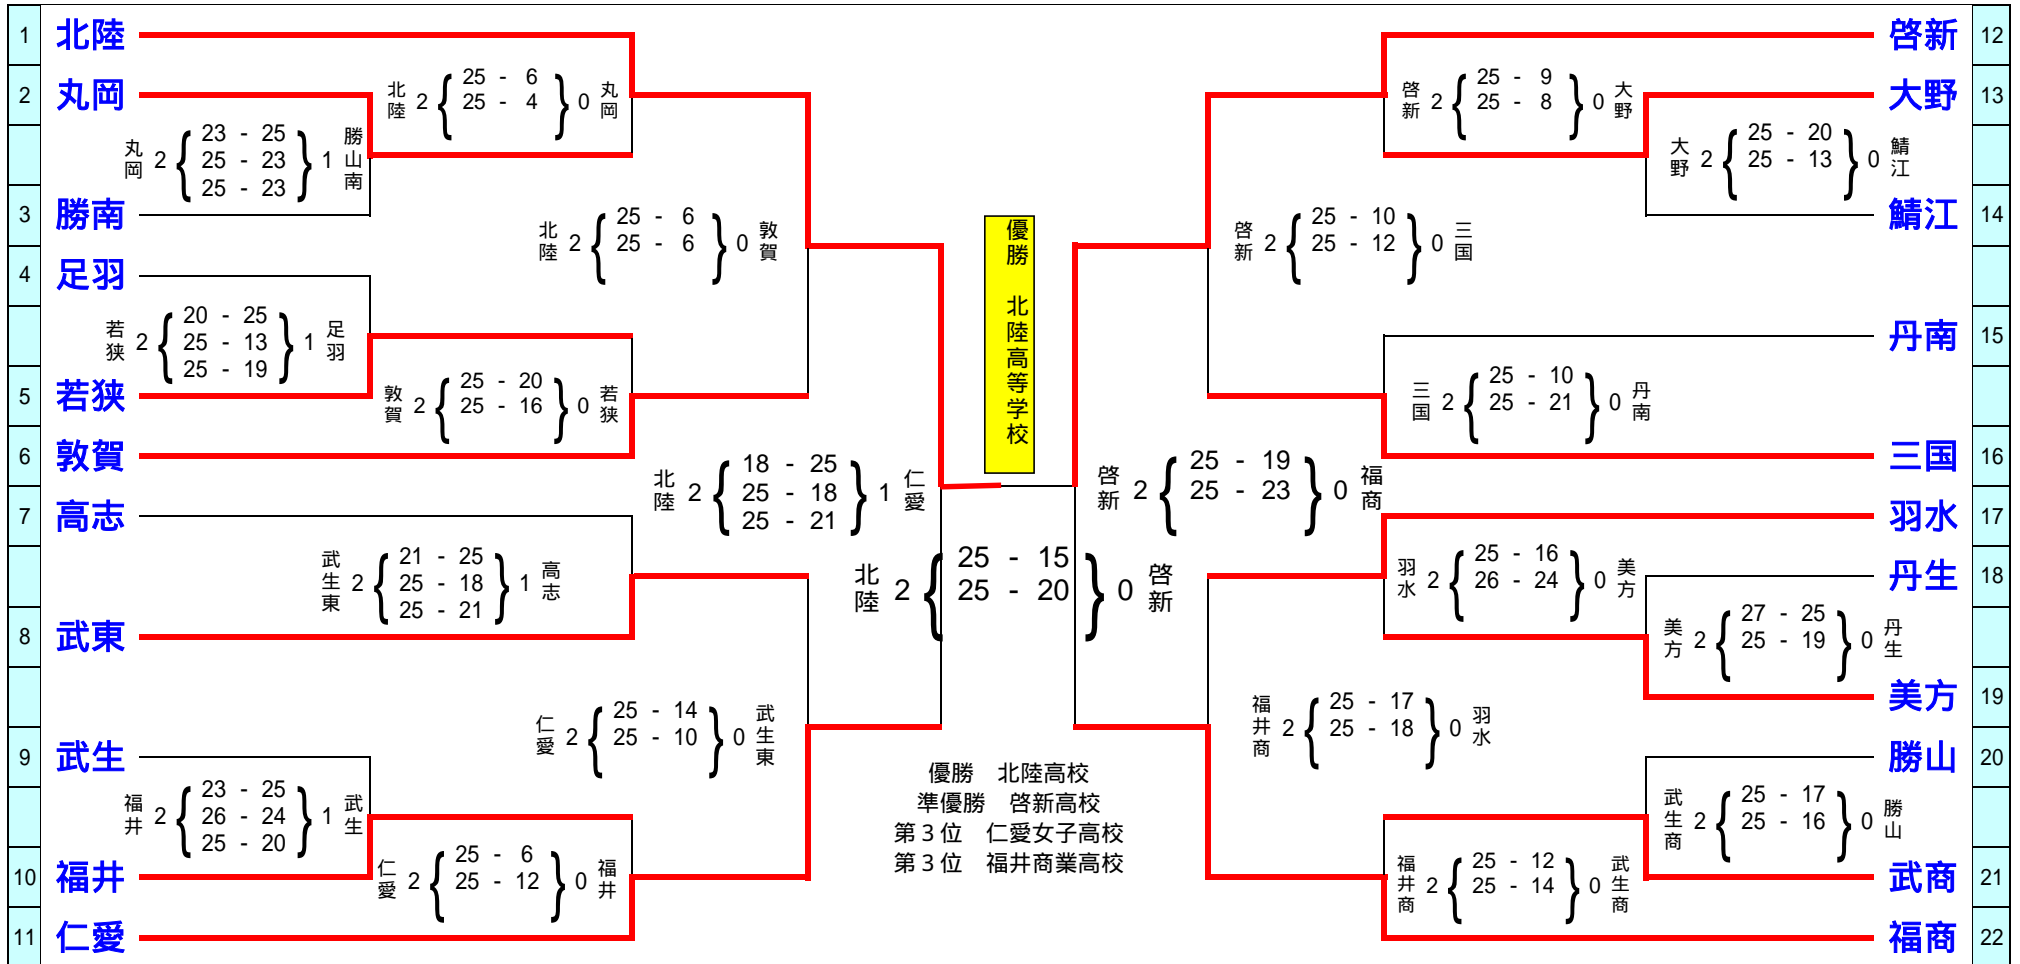 1 北陸
2 丸岡
3 勝南
4 足羽
5 若狭
6 敦賀
7 高志
8 武東
9 武生
10 福井
11 仁愛
丸岡 2 { 23 - 25 25 - 23 25 - 23 } 1 勝山南
北陸 2 { 25 - 6 25 - 4 } 0 丸岡
若狭 2 { 20 - 25 25 - 13 25 - 19 } 1 足羽
敦賀 2 { 25 - 20 25 - 16 } 0 若狭
北陸 2 { 25 - 6 25 - 6 } 0 敦賀
武生東 2 { 21 - 25 25 - 18 25 - 21 } 1 高志
福井 2 { 23 - 25 26 - 24 25 - 20 } 1 武生
仁愛 2 { 25 - 6 25 - 12 } 0 福井
仁愛 2 { 25 - 14 25 - 10 } 0 武生東
北陸 2 { 18 - 25 25 - 18 25 - 21 } 1 仁愛
優勝 北陸高等学校
北陸 2 { 25 - 15 25 - 20 } 0 啓新
優勝 北陸高校
準優勝 啓新高校
第3位 仁愛女子高校
第3位 福井商業高校
啓新 2 { 25 - 19 25 - 23 } 0 福商
啓新 2 { 25 - 9 25 - 8 } 0 大野
大野 2 { 25 - 20 25 - 13 } 0 鯖江
啓新 2 { 25 - 10 25 - 12 } 0 三国
三国 2 { 25 - 10 25 - 21 } 0 丹南
羽水 2 { 25 - 16 26 - 24 } 0 美方
美方 2 { 27 - 25 25 - 19 } 0 丹生
福井商 2 { 25 - 17 25 - 18 } 0 羽水
武生商 2 { 25 - 17 25 - 16 } 0 勝山
福井商 2 { 25 - 12 25 - 14 } 0 武生商
啓新 12
大野 13
鯖江 14
丹南 15
三国 16
羽水 17
丹生 18
美方 19
勝山 20
武商 21
福商 22